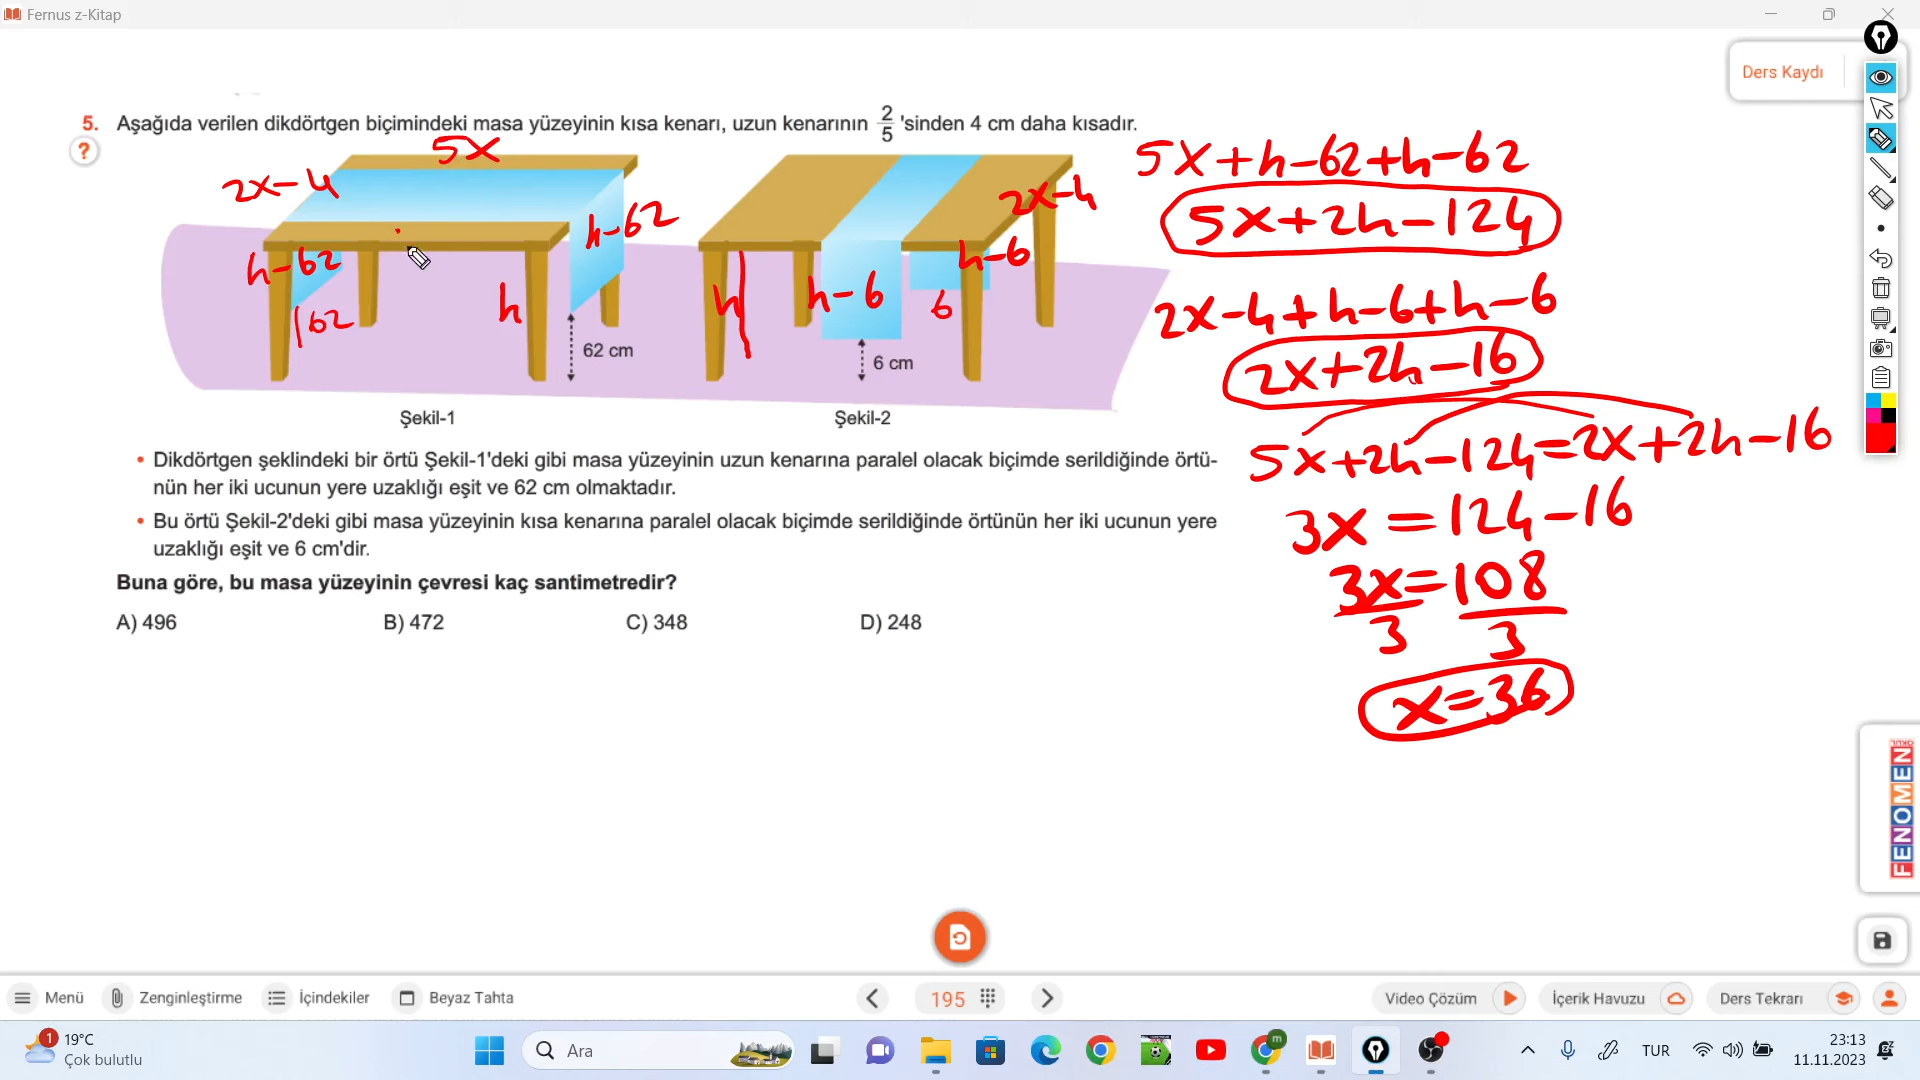 Fernus z-Kitap
Ders Kaydı
5. Aşağıda verilen dikdörtgen biçimindeki masa yüzeyinin kısa kenarı, uzun kenarının 2/5 'sinden 4 cm daha kısadır.
?
5x
2x-4
h-62
h-62
162
h
62 cm
Şekil-1
2x-4
h-6
h
h-6
6
6 cm
Şekil-2
5x+h-62+h-62
5x+2h-124
2x-4+h-6+h-6
2x+2h-16
5x+2h-124=2x+2h-16
3x=124-16
3x=108
3 3
x=36
• Dikdörtgen şeklindeki bir örtü Şekil-1'deki gibi masa yüzeyinin uzun kenarına paralel olacak biçimde serildiğinde örtü-
nün her iki ucunun yere uzaklığı eşit ve 62 cm olmaktadır.
• Bu örtü Şekil-2'deki gibi masa yüzeyinin kısa kenarına paralel olacak biçimde serildiğinde örtünün her iki ucunun yere
uzaklığı eşit ve 6 cm'dir.
Buna göre, bu masa yüzeyinin çevresi kaç santimetredir?
A) 496 B) 472 C) 348 D) 248
FENOMEN
OKUL
Menü Zenginleştirme İçindekiler Beyaz Tahta 195 Video Çözüm İçerik Havuzu Ders Tekrarı
1
19°C
Çok bulutlu
Ara
m
TUR
23:13
11.11.2023